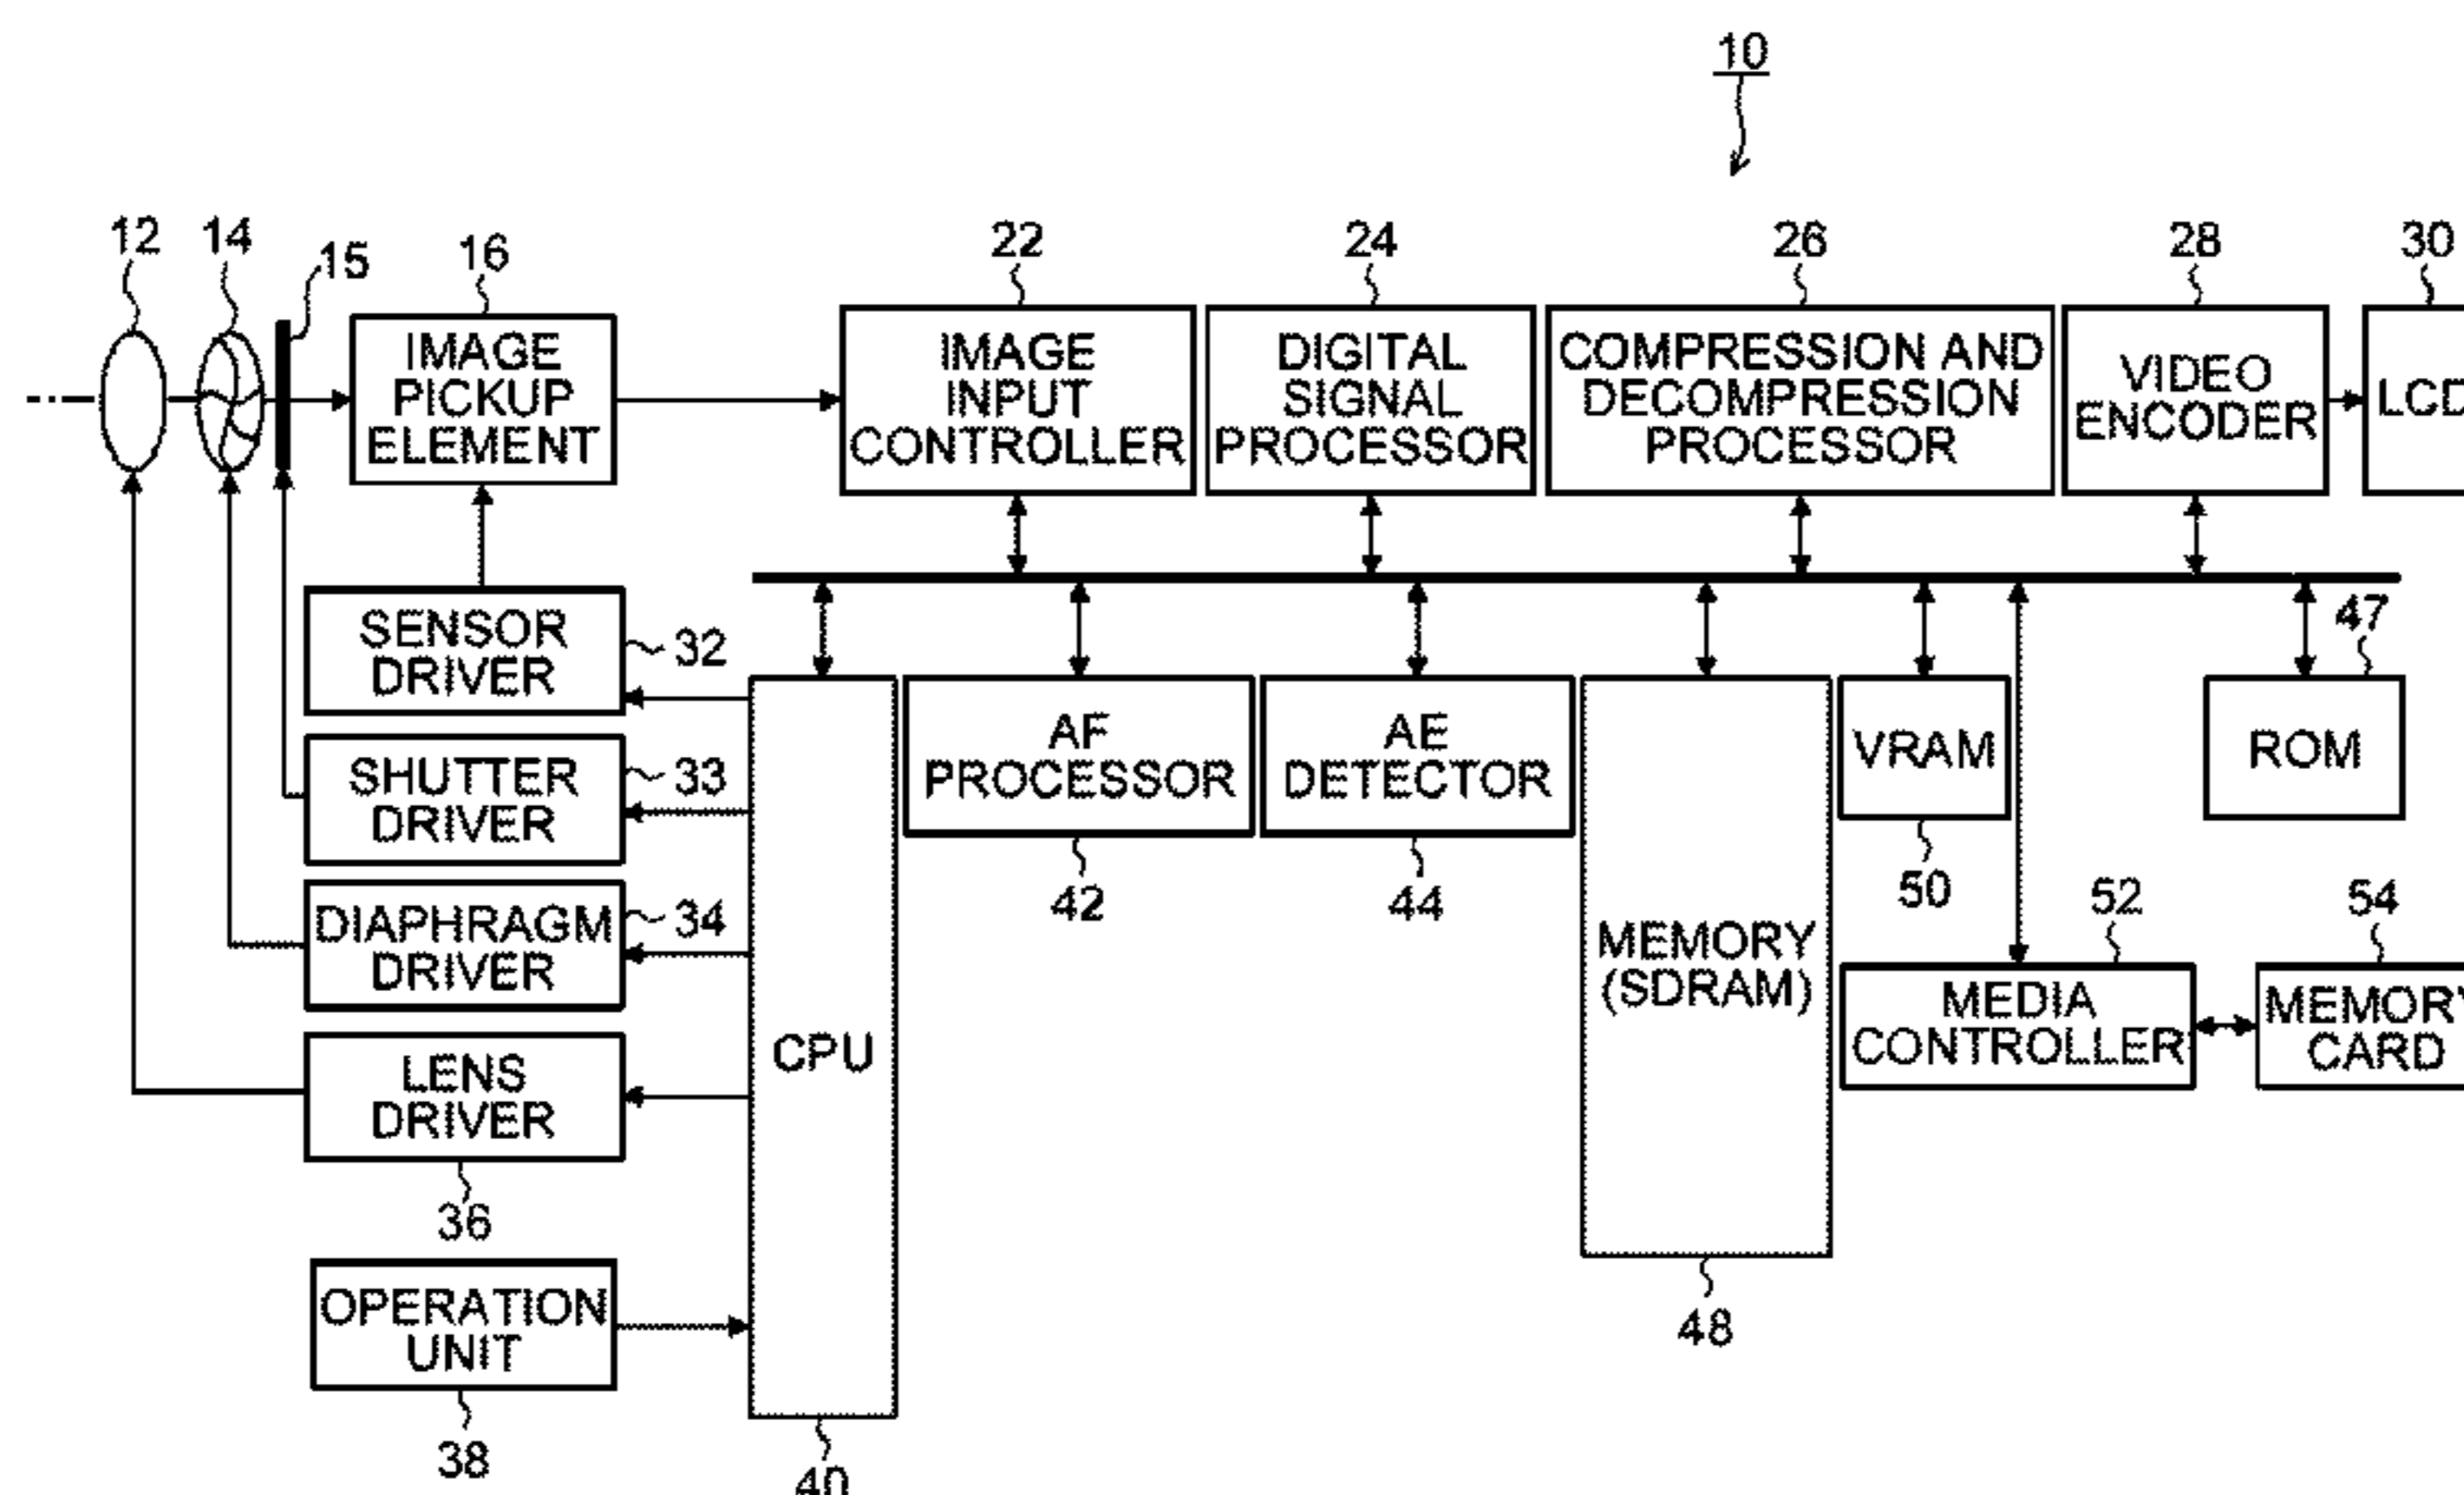 10
12
14
15
16
22
24
26
28
30
IMAGE
PICKUP
ELEMENT
IMAGE
INPUT
CONTROLLER
DIGITAL
SIGNAL
PROCESSOR
COMPRESSION AND
DECOMPRESSION
PROCESSOR
VIDEO
ENCODER
LCD
SENSOR
DRIVER
32
47
SHUTTER
DRIVER
33
AF
PROCESSOR
42
AE
DETECTOR
44
VRAM
50
ROM
DIAPHRAGM
DRIVER
34
CPU
MEMORY
(SDRAM)
52
54
MEDIA
CONTROLLER
MEMORY
CARD
LENS
DRIVER
36
48
OPERATION
UNIT
38
40